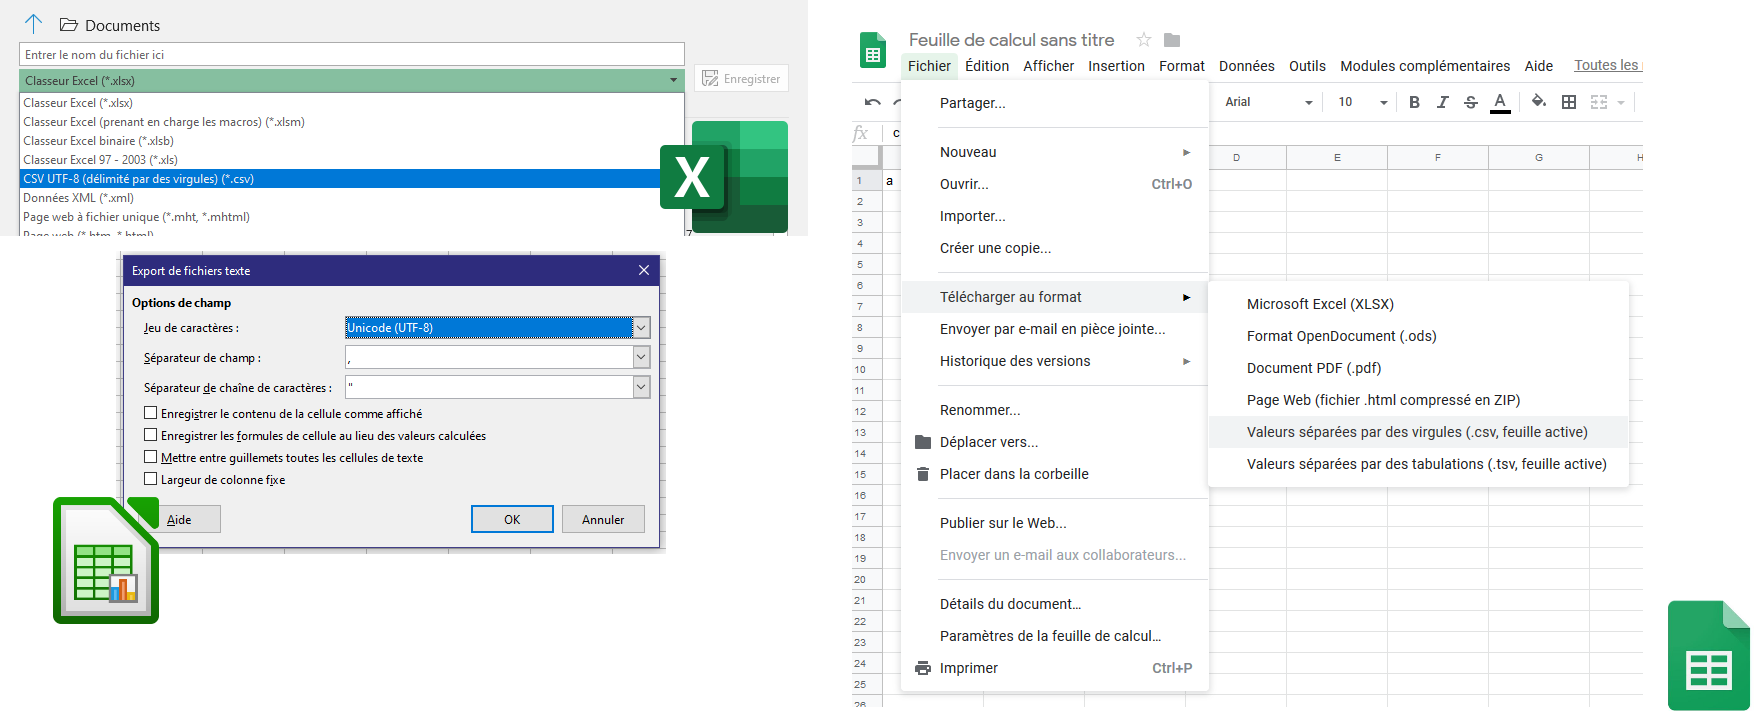 Documents
Entrer le nom du fichier ici
Classeur Excel (*.xlsx)
Enregistrer
Classeur Excel (*.xlsx)
Classeur Excel (prenant en charge les macros) (*.xlsm)
Classeur Excel binaire (*.xlsb)
Classeur Excel 97 - 2003 (*.xls)
CSV UTF-8 (délimité par des virgules) (*.csv)
Données XML (*.xml)
Page web à fichier unique (*.mht, *.mhtml)
Page web (*.htm, *.html)
X
7
Export de fichiers texte
Options de champ
Jeu de caractères :
Unicode (UTF-8)
Séparateur de champ :
,
Séparateur de chaîne de caractères :
"
Enregistrer le contenu de la cellule comme affiché
Enregistrer les formules de cellule au lieu des valeurs calculées
Mettre entre guillemets toutes les cellules de texte
Largeur de colonne fixe
Aide
OK
Annuler
Feuille de calcul sans titre
Fichier Édition Afficher Insertion Format Données Outils Modules complémentaires Aide Toutes les
Arial 10 B I S A
fx c
D E F G H
1 a
2
3
4
5
6
7
8
9
10
11
12
13
14
15
16
17
18
19
20
21
22
23
24
25
26
Partager...
Nouveau
Ouvrir... Ctrl+O
Importer...
Créer une copie...
Télécharger au format
Envoyer par e-mail en pièce jointe...
Historique des versions
Renommer...
Déplacer vers...
Placer dans la corbeille
Publier sur le Web...
Envoyer un e-mail aux collaborateurs...
Détails du document...
Paramètres de la feuille de calcul...
Imprimer Ctrl+P
Microsoft Excel (XLSX)
Format OpenDocument (.ods)
Document PDF (.pdf)
Page Web (fichier .html compressé en ZIP)
Valeurs séparées par des virgules (.csv, feuille active)
Valeurs séparées par des tabulations (.tsv, feuille active)